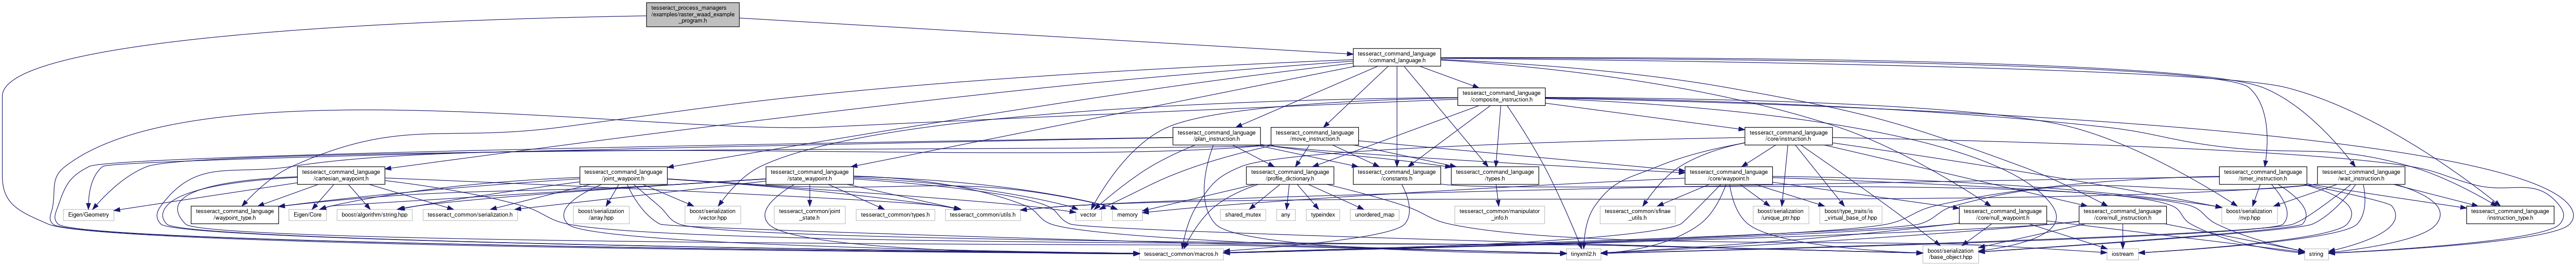 tesseract_process_managers
/examples/raster_waad_example
_program.h
tesseract_command_language
/command_language.h
tesseract_command_language
/composite_instruction.h
tesseract_command_language
/plan_instruction.h
tesseract_command_language
/move_instruction.h
tesseract_command_language
/core/instruction.h
tesseract_command_language
/cartesian_waypoint.h
tesseract_command_language
/joint_waypoint.h
tesseract_command_language
/state_waypoint.h
tesseract_command_language
/profile_dictionary.h
tesseract_command_language
/constants.h
tesseract_command_language
/types.h
tesseract_command_language
/core/waypoint.h
tesseract_command_language
/timer_instruction.h
tesseract_command_language
/wait_instruction.h
Eigen/Geometry
tesseract_command_language
/waypoint_type.h
Eigen/Core
boost/algorithm/string.hpp
tesseract_common/serialization.h
boost/serialization
/array.hpp
boost/serialization
/vector.hpp
tesseract_common/joint
_state.h
tesseract_common/types.h
tesseract_common/utils.h
vector
memory
shared_mutex
any
typeindex
unordered_map
tesseract_common/manipulator
_info.h
tesseract_common/sfinae
_utils.h
boost/serialization
/unique_ptr.hpp
boost/type_traits/is
_virtual_base_of.hpp
tesseract_command_language
/core/null_waypoint.h
tesseract_command_language
/core/null_instruction.h
boost/serialization
/nvp.hpp
tesseract_command_language
/instruction_type.h
tesseract_common/macros.h
tinyxml2.h
boost/serialization
/base_object.hpp
iostream
string